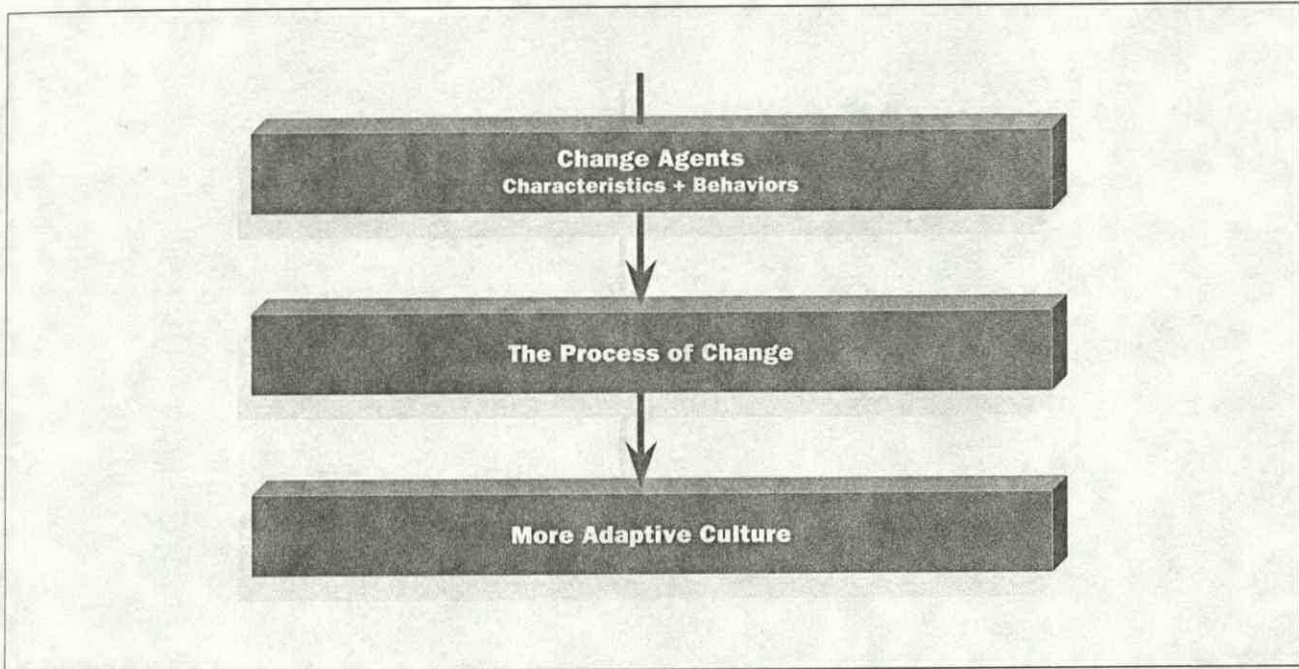 Change Agents
Characteristics + Behaviors
The Process of Change
More Adaptive Culture